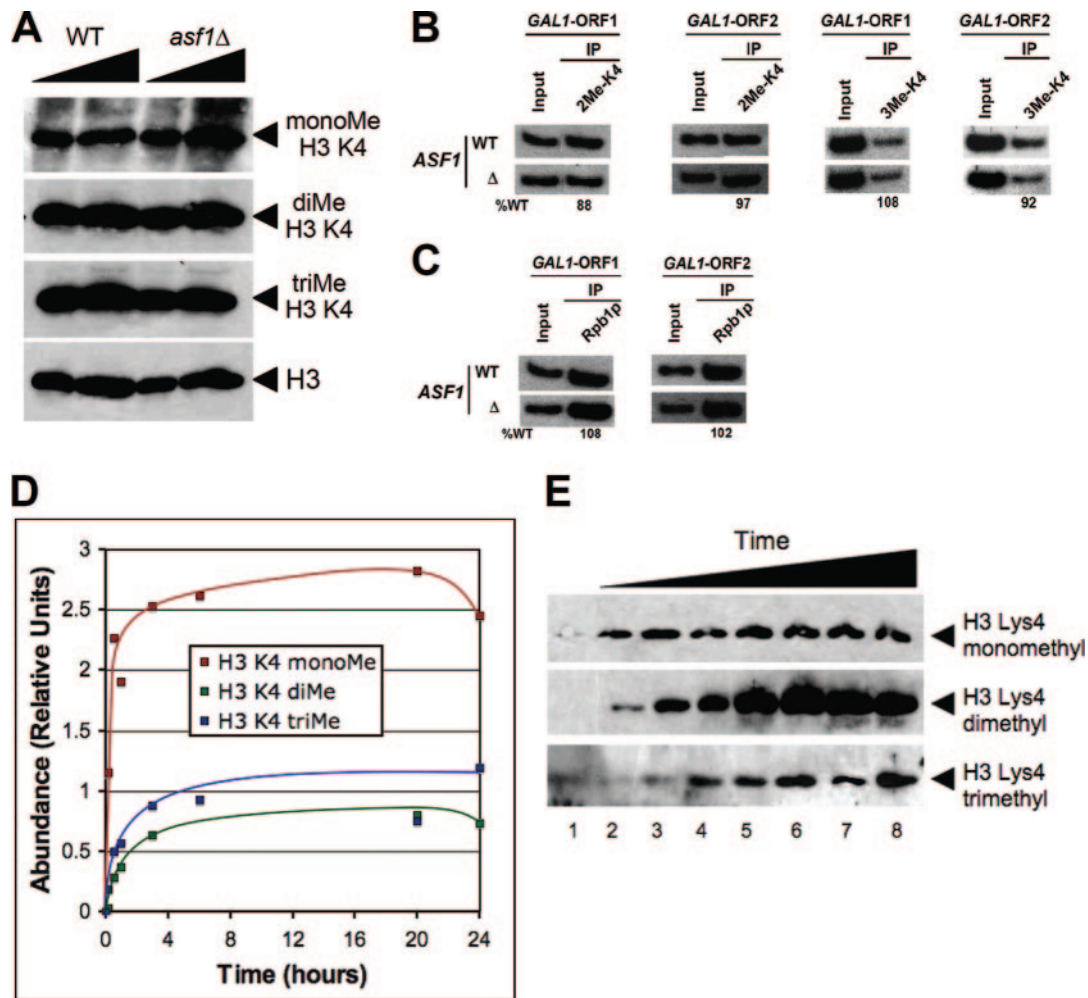 A
WT
asf1Δ
monoMe
H3 K4
diMe
H3 K4
triMe
H3 K4
H3
B
GAL1-ORF1
IP
Input
2Me-K4
GAL1-ORF2
IP
Input
2Me-K4
GAL1-ORF1
IP
Input
3Me-K4
GAL1-ORF2
IP
Input
3Me-K4
ASF1
WT
Δ
%WT
88
97
108
92
C
GAL1-ORF1
IP
Input
Rpb1p
GAL1-ORF2
IP
Input
Rpb1p
ASF1
WT
Δ
%WT
108
102
D
Abundance (Relative Units)
3
2.5
2
1.5
1
0.5
0
H3 K4 monoMe
H3 K4 diMe
H3 K4 triMe
0 4 8 12 16 20 24
Time (hours)
E
Time
H3 Lys4
monomethyl
H3 Lys4
dimethyl
H3 Lys4
trimethyl
1 2 3 4 5 6 7 8